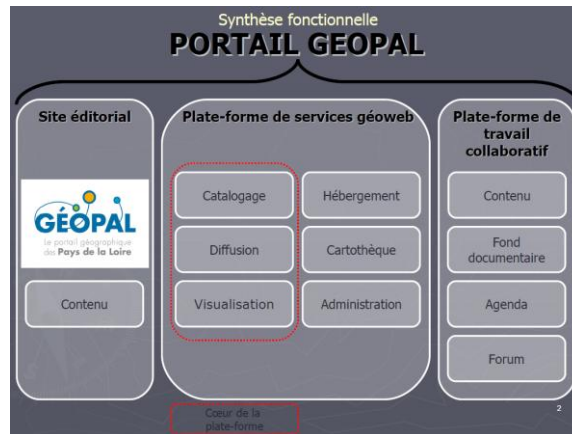 Synthèse fonctionnelle
PORTAIL GEOPAL
Site éditorial
GÉOPAL
Le portail géographique
des Pays de la Loire
Contenu
Plate-forme de services géoweb
Catalogage
Hébergement
Diffusion
Cartothèque
Visualisation
Administration
Plate-forme de
travail
collaboratif
Contenu
Fond
documentaire
Agenda
Forum
Cœur de la
plate-forme
2